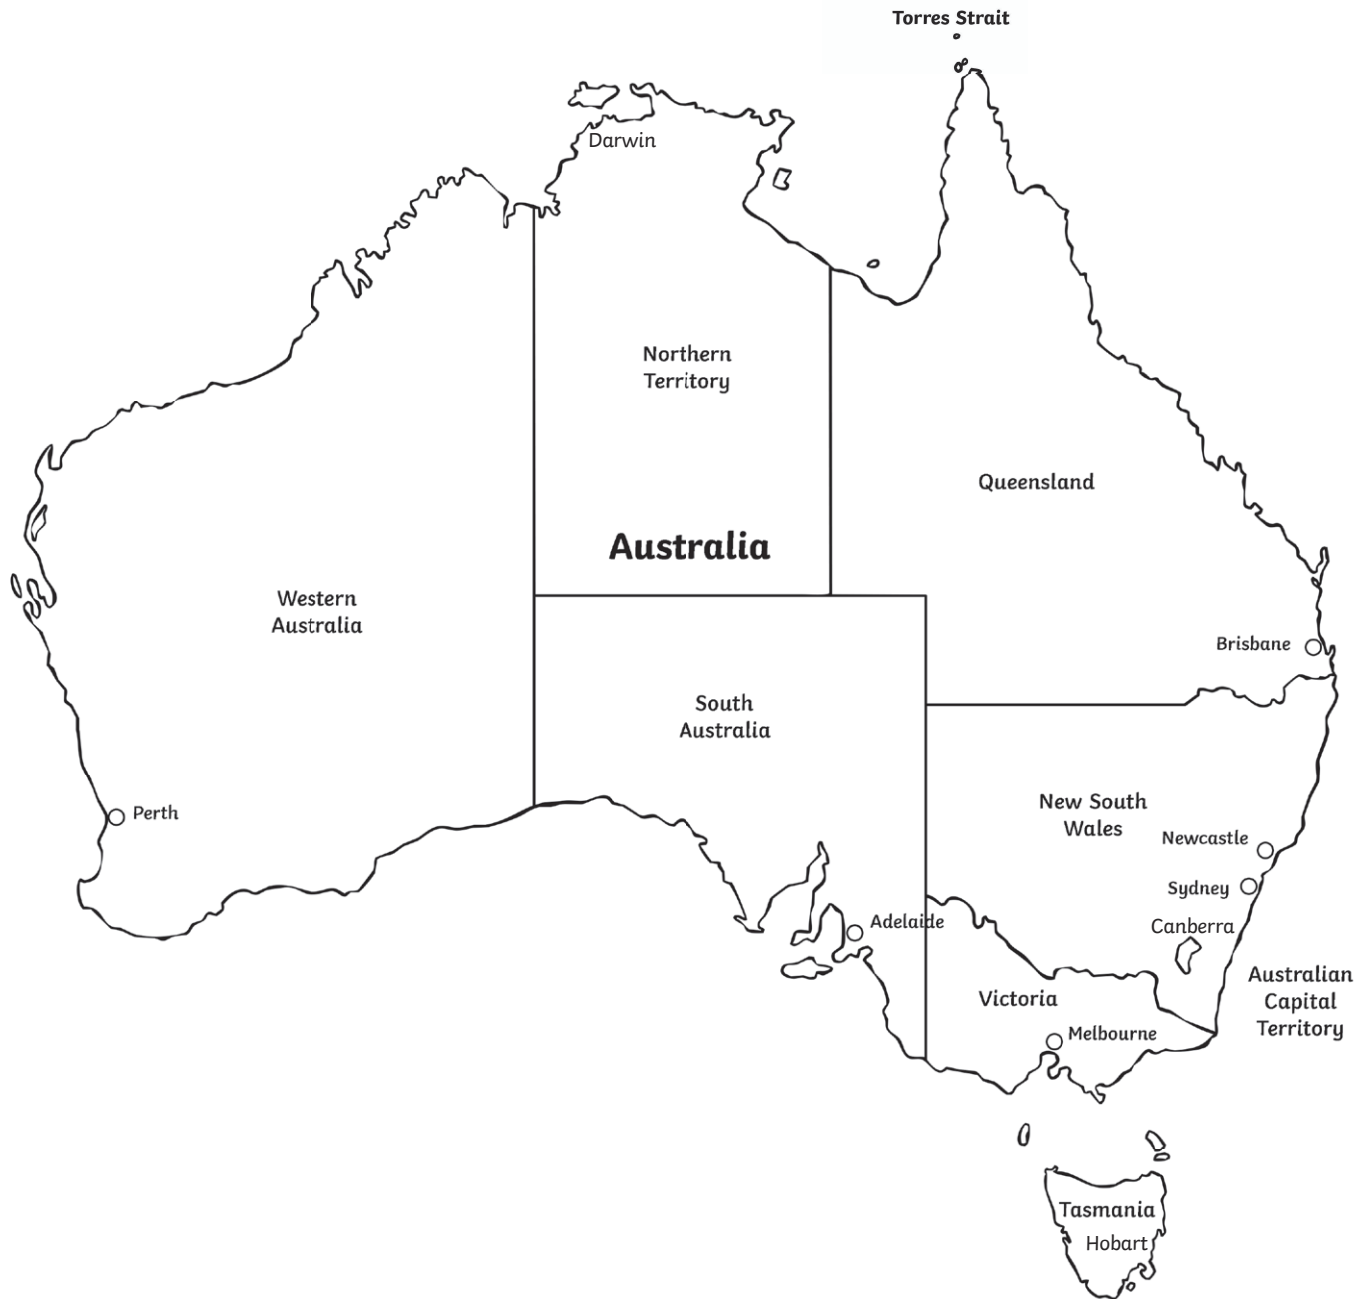 Torres Strait
Darwin
Northern
Territory
Queensland
Australia
Western
Australia
Brisbane
South
Australia
New South
Wales
Perth
Newcastle
Sydney
Adelaide
Canberra
Australian
Capital
Territory
Victoria
Melbourne
Tasmania
Hobart